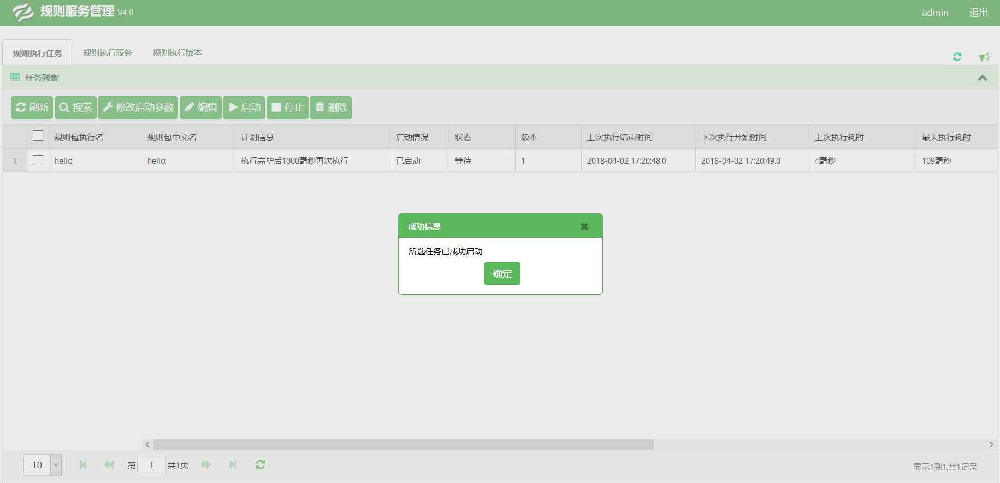 规则服务管理 V4.0
admin 退出
规则执行任务 规则执行服务 规则执行版本
任务列表
刷新 搜索 修改启动参数 编辑 启动 停止 删除
规则包执行名 规则包中文名 计划信息 启动情况 状态 版本 上次执行结束时间 下次执行开始时间 上次执行耗时 最大执行耗时
1 hello hello 执行完毕后1000毫秒再次执行 已启动 等待 1 2018-04-02 17:20:48.0 2018-04-02 17:20:49.0 4毫秒 109毫秒
成功信息
所选任务已成功启动
确定
10 第 1 共1页 显示1到1,共1记录